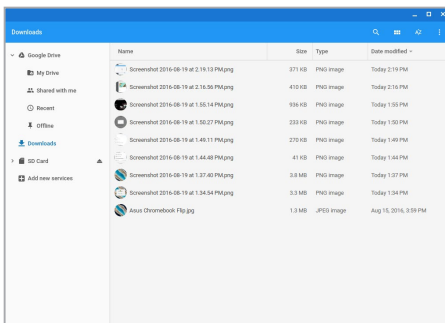 Downloads
Google Drive
My Drive
Shared with me
Recent
Offline
Downloads
SD Card
Add new services
Name Size Type Date modified
Screenshot 2016-08-19 at 2.19.13 PM.png 371 KB PNG image Today 2:19 PM
Screenshot 2016-08-19 at 2.16.56 PM.png 410 KB PNG image Today 2:16 PM
Screenshot 2016-08-19 at 1.55.14 PM.png 936 KB PNG image Today 1:55 PM
Screenshot 2016-08-19 at 1.50.27 PM.png 233 KB PNG image Today 1:50 PM
Screenshot 2016-08-19 at 1.49.11 PM.png 270 KB PNG image Today 1:49 PM
Screenshot 2016-08-19 at 1.44.48 PM.png 41 KB PNG image Today 1:44 PM
Screenshot 2016-08-19 at 1.37.40 PM.png 3.8 MB PNG image Today 1:37 PM
Screenshot 2016-08-19 at 1.34.54 PM.png 3.3 MB PNG image Today 1:34 PM
Asus Chromebook Flip.jpg 1.3 MB JPEG image Aug 15, 2016, 3:59 PM